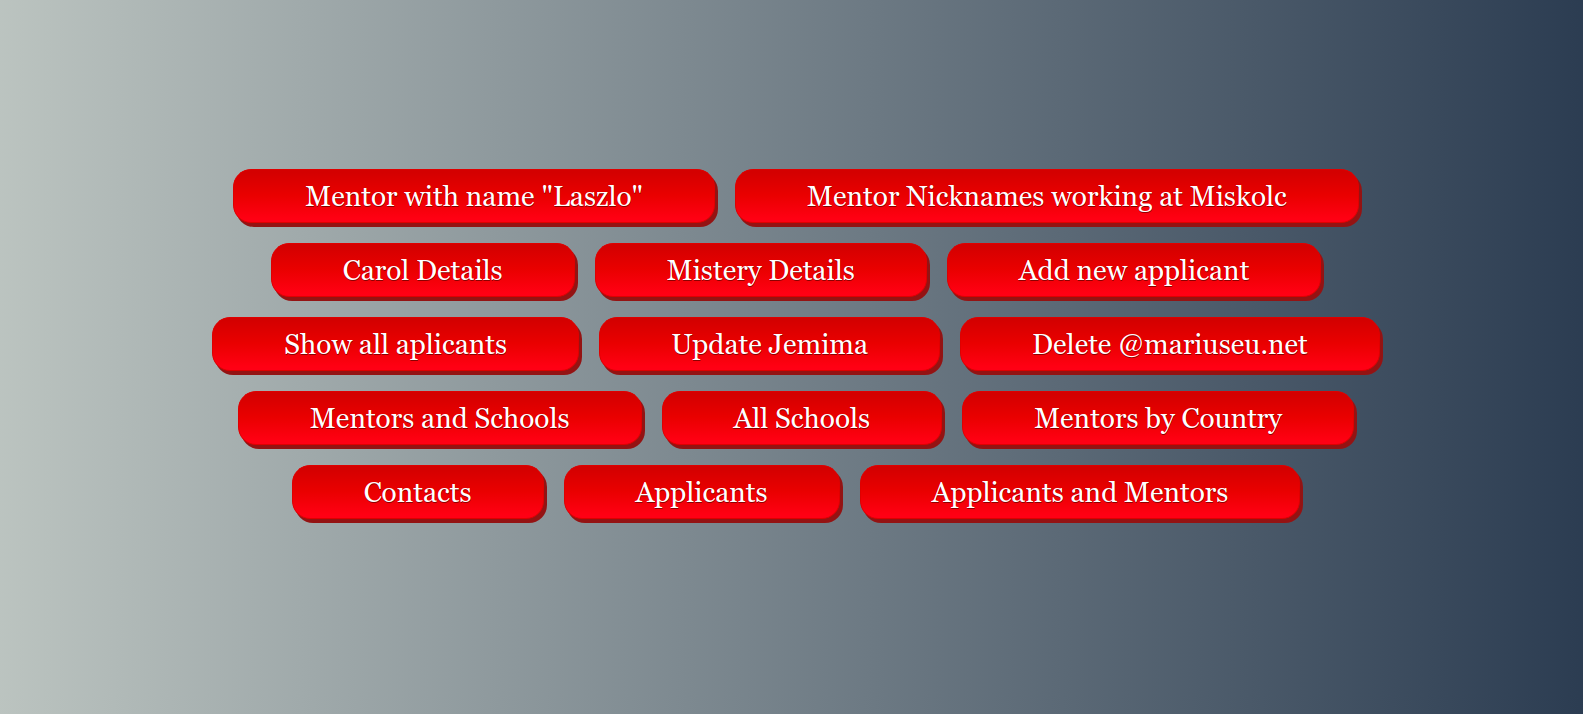 Mentor with name "Laszlo" Mentor Nicknames working at Miskolc
Carol Details Mistery Details Add new applicant
Show all aplicants Update Jemima Delete @mariuseu.net
Mentors and Schools All Schools Mentors by Country
Contacts Applicants Applicants and Mentors